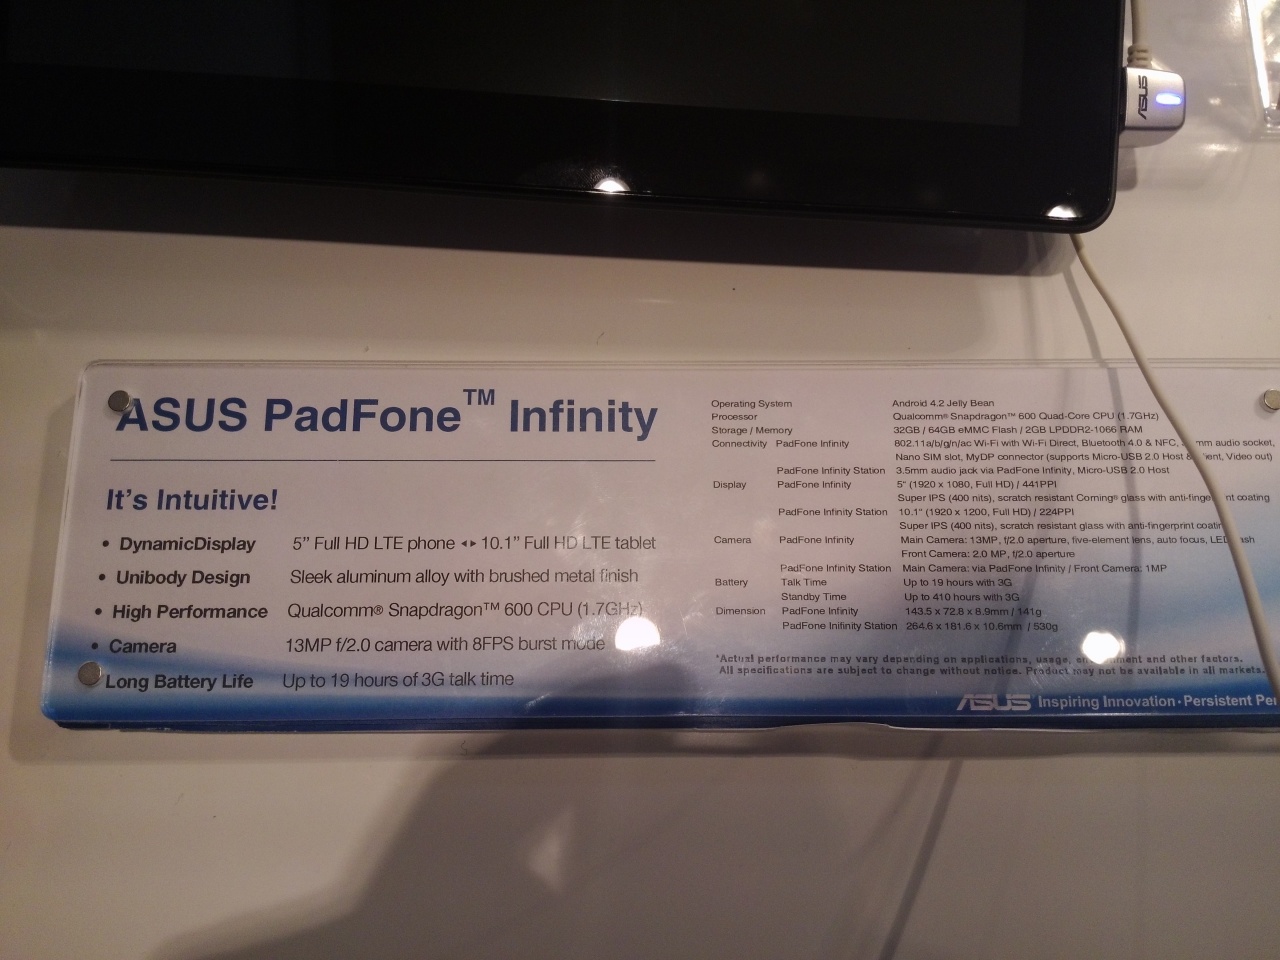 ASUS
ASUS PadFone™ Infinity
It's Intuitive!
• DynamicDisplay 5" Full HD LTE phone ◂▸ 10.1" Full HD LTE tablet
• Unibody Design Sleek aluminum alloy with brushed metal finish
• High Performance Qualcomm® Snapdragon™ 600 CPU (1.7GHz)
• Camera 13MP f/2.0 camera with 8FPS burst mode
Long Battery Life Up to 19 hours of 3G talk time
Operating System Android 4.2 Jelly Bean
Processor Qualcomm® Snapdragon™ 600 Quad-Core CPU (1.7GHz)
Storage / Memory 32GB / 64GB eMMC Flash / 2GB LPDDR2-1066 RAM
Connectivity PadFone Infinity 802.11a/b/g/n/ac Wi-Fi with Wi-Fi Direct, Bluetooth 4.0 & NFC, mm audio socket,
Nano SIM slot, MyDP connector (supports Micro-USB 2.0 Host & Video out)
PadFone Infinity Station 3.5mm audio jack via PadFone Infinity, Micro-USB 2.0 Host
Display PadFone Infinity 5" (1920 x 1080, Full HD) / 441PPI
Super IPS (400 nits), scratch resistant Corning® glass with coating
PadFone Infinity Station 10.1" (1920 x 1200, Full HD) / 224PPI
Super IPS (400 nits), scratch resistant glass with anti-fingerprint coating
Camera PadFone Infinity Main Camera: 13MP, f/2.0 aperture, five-element lens, auto focus, LED
Front Camera: 2.0 MP, f/2.0 aperture
PadFone Infinity Station Main Camera: via PadFone Infinity / Front Camera: 1MP
Battery Talk Time Up to 19 hours with 3G
Standby Time Up to 410 hours with 3G
Dimension PadFone Infinity 143.5 x 72.8 x 8.9mm / 141g
PadFone Inifinity Station 264.6 x 181.6 x 10.6mm / 530g
*Actual performance may vary depending on applications, usage, and other factors.
All specifications are subject to change without notice. Product may not be available in all markets.
ASUS Inspiring Innovation • Persistent